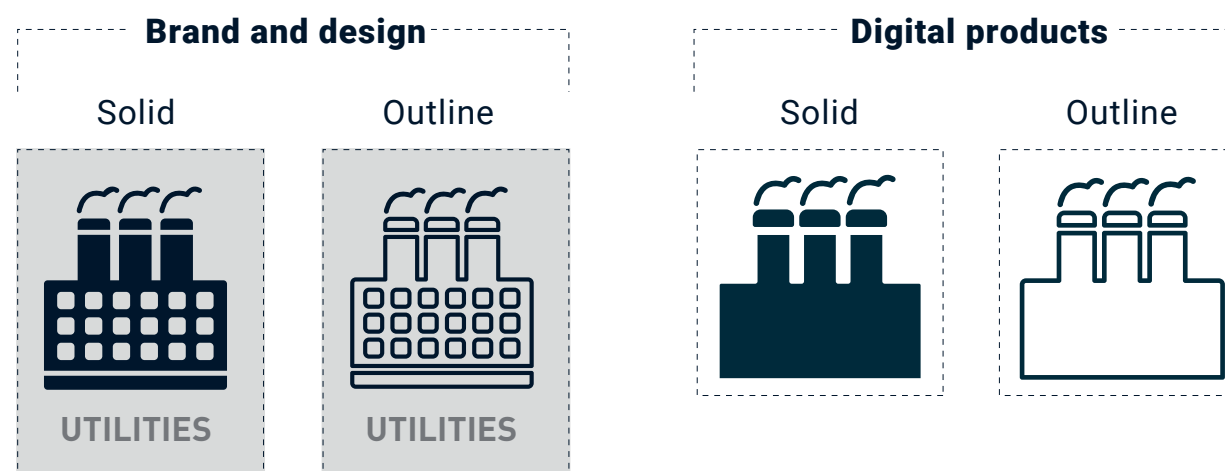 Brand and design
Digital products
Solid
Outline
Solid
Outline
UTILITIES
UTILITIES